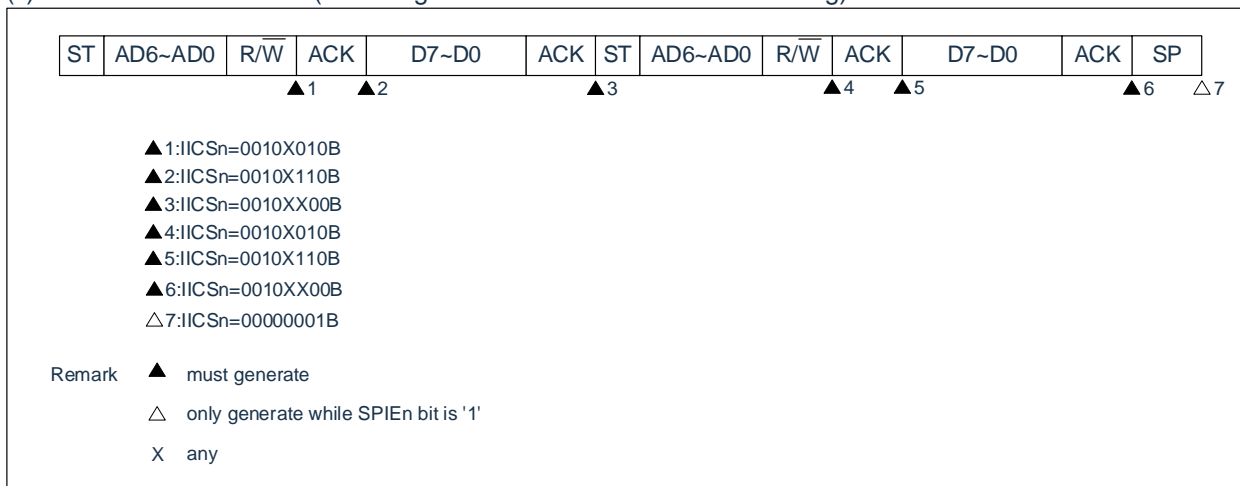 ST AD6~AD0 R/W̅ ACK D7~D0 ACK ST AD6~AD0 R/W̅ ACK D7~D0 ACK SP
▲1 ▲2 ▲3 ▲4 ▲5 ▲6 △7
▲1:IICSn=0010X010B
▲2:IICSn=0010X110B
▲3:IICSn=0010XX00B
▲4:IICSn=0010X010B
▲5:IICSn=0010X110B
▲6:IICSn=0010XX00B
△7:IICSn=00000001B
Remark ▲ must generate
△ only generate while SPIEn bit is '1'
X any